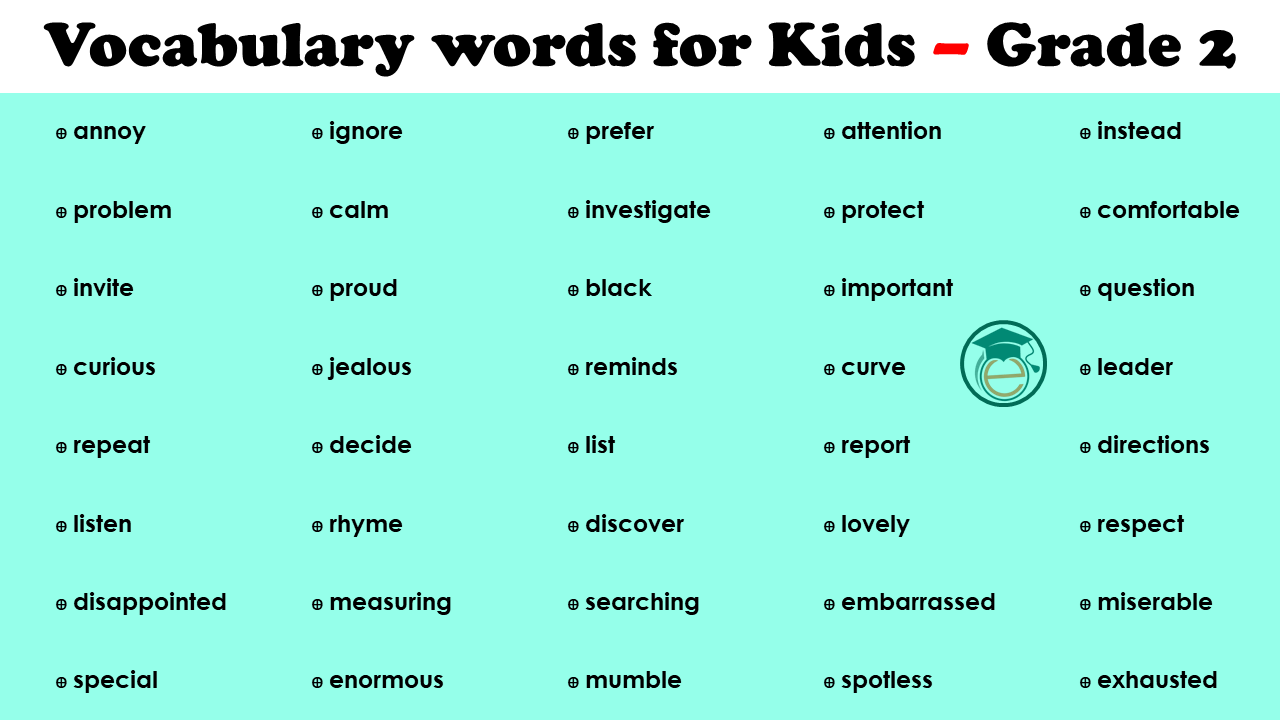 Vocabulary words for Kids – Grade 2
⊕ annoy ⊕ ignore ⊕ prefer ⊕ attention ⊕ instead
⊕ problem ⊕ calm ⊕ investigate ⊕ protect ⊕ comfortable
⊕ invite ⊕ proud ⊕ black ⊕ important ⊕ question
⊕ curious ⊕ jealous ⊕ reminds ⊕ curve e ⊕ leader
⊕ repeat ⊕ decide ⊕ list ⊕ report ⊕ directions
⊕ listen ⊕ rhyme ⊕ discover ⊕ lovely ⊕ respect
⊕ disappointed ⊕ measuring ⊕ searching ⊕ embarrassed ⊕ miserable
⊕ special ⊕ enormous ⊕ mumble ⊕ spotless ⊕ exhausted